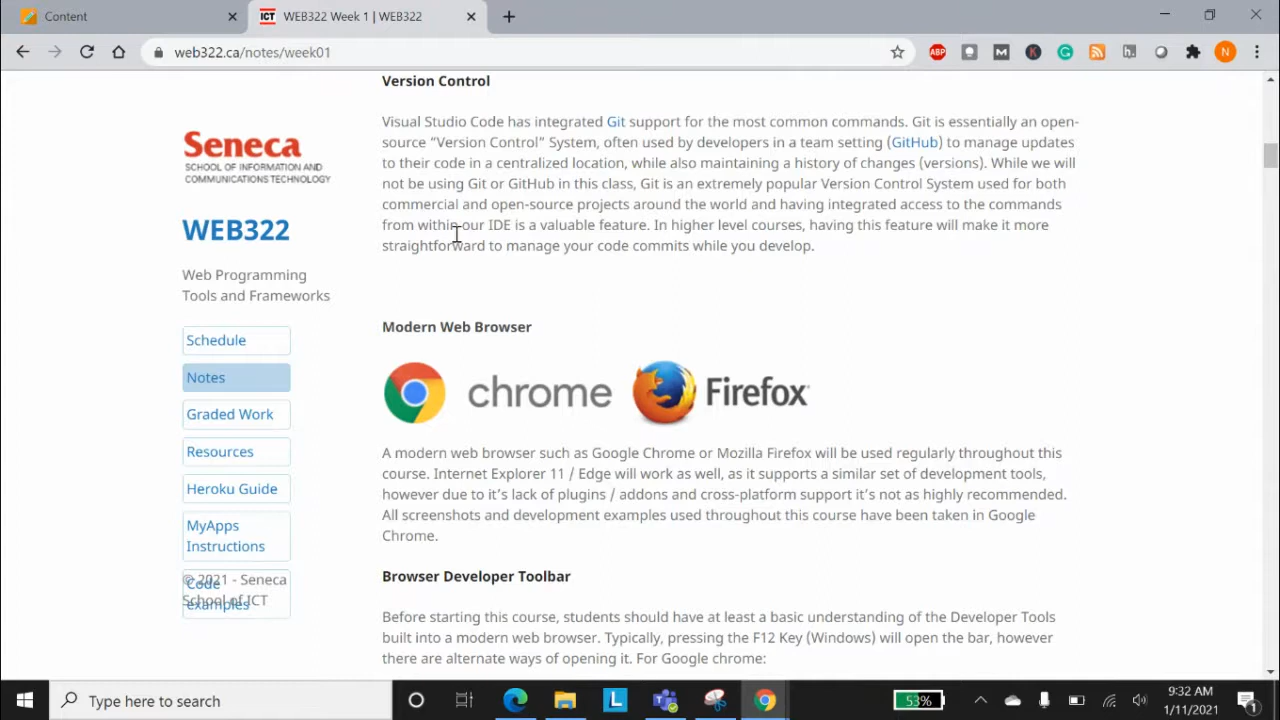 Content
ICT
WEB322 Week 1 | WEB322
web322.ca/notes/week01
ABP
M
K
G
h
N
Seneca
SCHOOL OF INFORMATION AND
COMMUNICATIONS TECHNOLOGY
WEB322
Web Programming
Tools and Frameworks
Schedule
Notes
Graded Work
Resources
Heroku Guide
MyApps
Instructions
Code
examples
© 2021 - Seneca
School of ICT
Version Control
Visual Studio Code has integrated Git support for the most common commands. Git is essentially an open-
source “Version Control” System, often used by developers in a team setting (GitHub) to manage updates
to their code in a centralized location, while also maintaining a history of changes (versions). While we will
not be using Git or GitHub in this class, Git is an extremely popular Version Control System used for both
commercial and open-source projects around the world and having integrated access to the commands
from within our IDE is a valuable feature. In higher level courses, having this feature will make it more
straightforward to manage your code commits while you develop.
Modern Web Browser
chrome Firefox
A modern web browser such as Google Chrome or Mozilla Firefox will be used regularly throughout this
course. Internet Explorer 11 / Edge will work as well, as it supports a similar set of development tools,
however due to it’s lack of plugins / addons and cross-platform support it’s not as highly recommended.
All screenshots and development examples used throughout this course have been taken in Google
Chrome.
Browser Developer Toolbar
Before starting this course, students should have at least a basic understanding of the Developer Tools
built into a modern web browser. Typically, pressing the F12 Key (Windows) will open the bar, however
there are alternate ways of opening it. For Google chrome:
Type here to search
L
53%
9:32 AM
1/11/2021
1